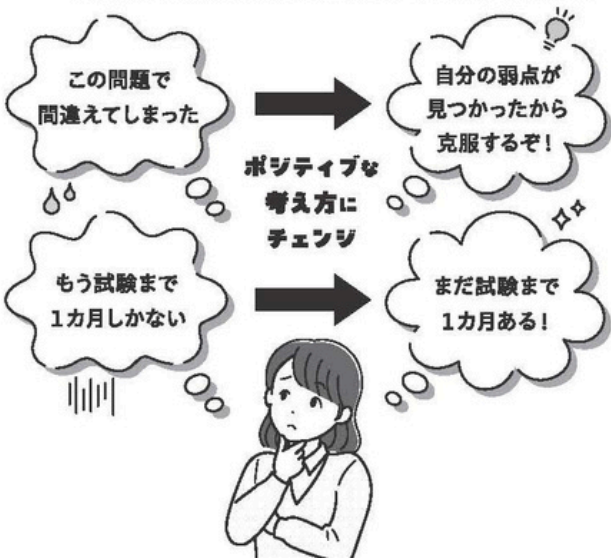 この問題で
間違えてしまった
自分の弱点が
見つかったから
克服するぞ！
ポジティブな
考え方に
チェンジ
もう試験まで
1カ月しかない
まだ試験まで
1カ月ある！